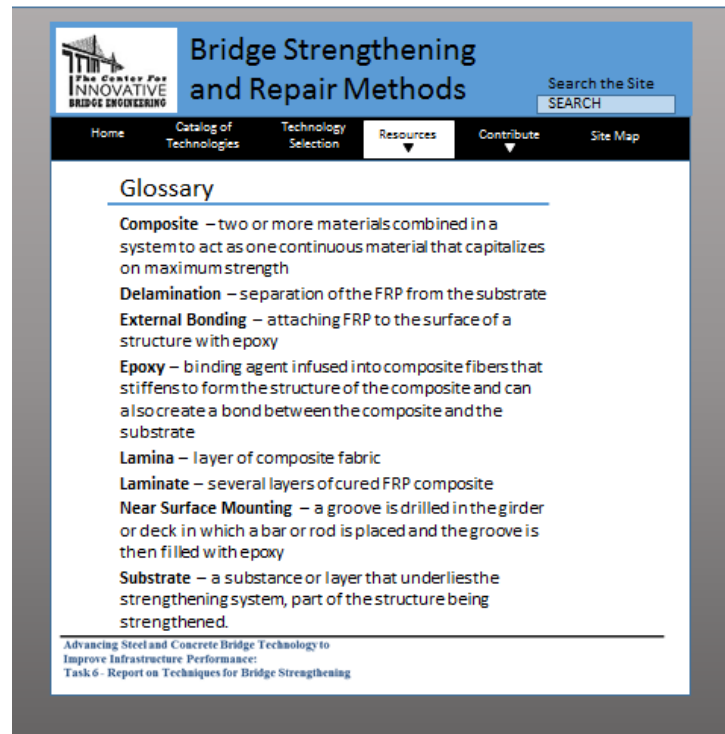 The Center For
INNOVATIVE
BRIDGE ENGINEERING
Bridge Strengthening
and Repair Methods
Search the Site
SEARCH
Home
Catalog of
Technologies
Technology
Selection
Resources
▼
Contribute
▼
Site Map
Glossary
Composite – two or more materials combined in a
system to act as one continuous material that capitalizes
on maximum strength
Delamination – separation of the FRP from the substrate
External Bonding – attaching FRP to the surface of a
structure with epoxy
Epoxy – binding agent infused into composite fibers that
stiffens to form the structure of the composite and can
also create a bond between the composite and the
substrate
Lamina – layer of composite fabric
Laminate – several layers of cured FRP composite
Near Surface Mounting – a groove is drilled in the girder
or deck in which a bar or rod is placed and the groove is
then filled with epoxy
Substrate – a substance or layer that underlies the
strengthening system, part of the structure being
strengthened.
Advancing Steel and Concrete Bridge Technology to
Improve Infrastructure Performance:
Task 6 - Report on Techniques for Bridge Strengthening